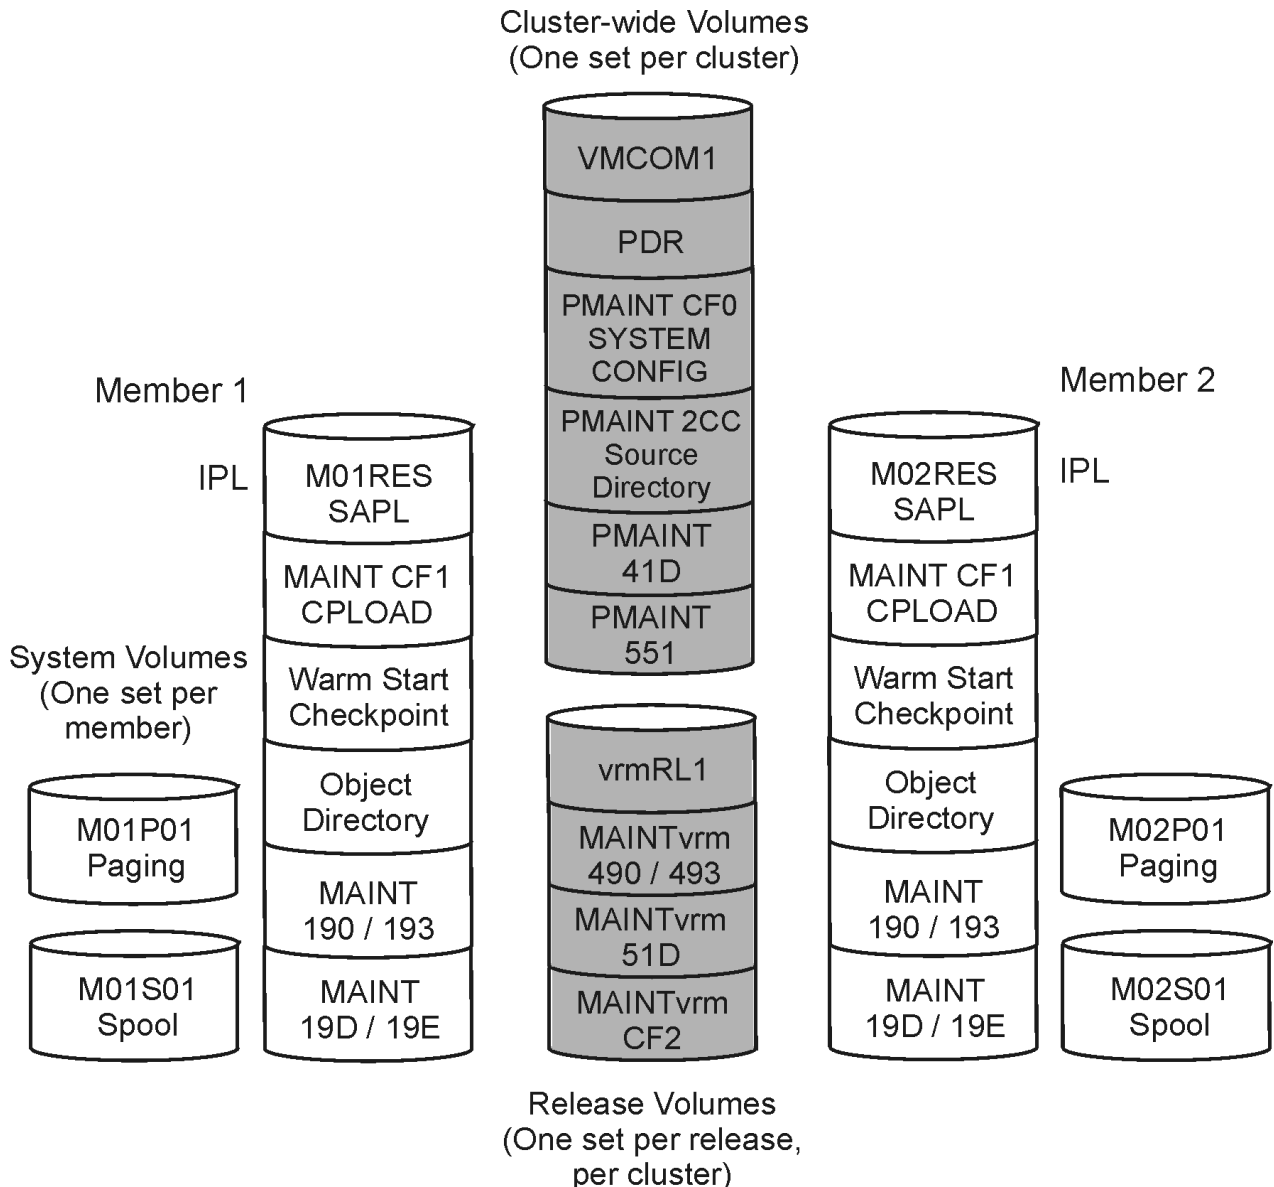 Cluster-wide Volumes
(One set per cluster)
VMCOM1
PDR
PMAINT CF0
SYSTEM
CONFIG
PMAINT 2CC
Source
Directory
PMAINT
41D
PMAINT
551
Member 1
IPL
M01RES
SAPL
MAINT CF1
CPLOAD
Warm Start
Checkpoint
Object
Directory
MAINT
190 / 193
MAINT
19D / 19E
System Volumes
(One set per
member)
M01P01
Paging
M01S01
Spool
vrmRL1
MAINTvrm
490 / 493
MAINTvrm
51D
MAINTvrm
CF2
Release Volumes
(One set per release,
per cluster)
Member 2
IPL
M02RES
SAPL
MAINT CF1
CPLOAD
Warm Start
Checkpoint
Object
Directory
MAINT
190 / 193
MAINT
19D / 19E
M02P01
Paging
M02S01
Spool